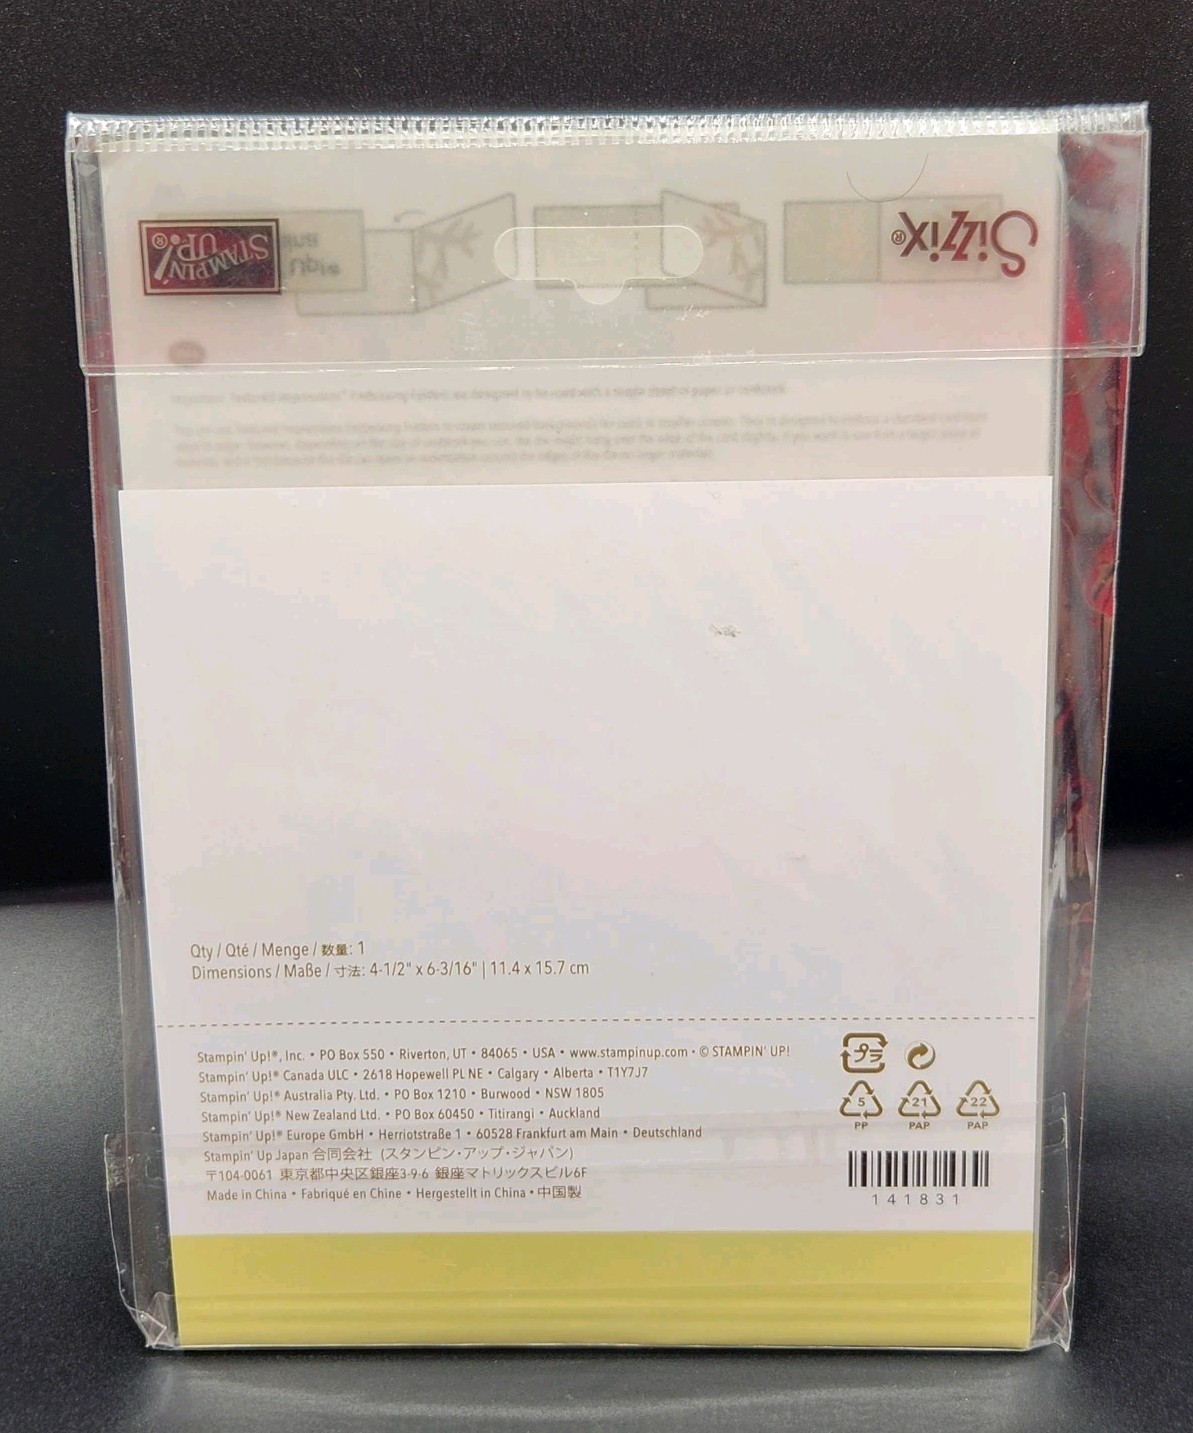 STAMPIN' UP!®
Sizzix®
Qty / Qté / Menge / 数量: 1
Dimensions / Maße / 寸法: 4-1/2" x 6-3/16" | 11.4 x 15.7 cm
Stampin' Up!®, Inc. • PO Box 550 • Riverton, UT • 84065 • USA • www.stampinup.com • © STAMPIN' UP!
Stampin' Up!® Canada ULC • 2618 Hopewell PL NE • Calgary • Alberta • T1Y7J7
Stampin' Up!® Australia Pty. Ltd. • PO Box 1210 • Burwood • NSW 1805
Stampin' Up!® New Zealand Ltd. • PO Box 60450 • Titirangi • Auckland
Stampin' Up!® Europe GmbH • Herriotstraße 1 • 60528 Frankfurt am Main • Deutschland
Stampin' Up Japan 合同会社 (スタンピン・アップ・ジャパン)
〒104-0061 東京都中央区銀座3-9-6 銀座マトリックスビル6F
Made in China • Fabriqué en Chine • Hergestellt in China • 中国製
プラ
5 21 22
PP PAP PAP
141831